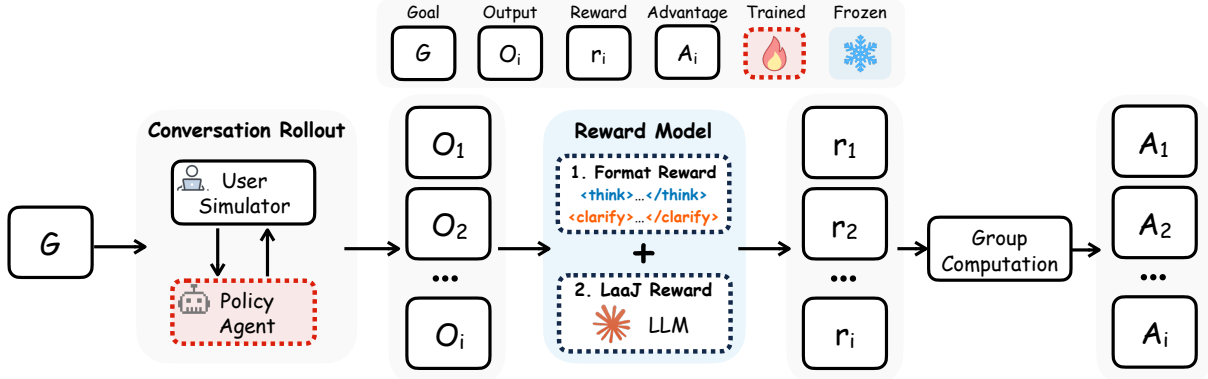 Goal Output Reward Advantage Trained Frozen
G Oi ri Ai
Conversation Rollout
User
Simulator
Policy
Agent
G
O1
O2
...
Oi
Reward Model
1. Format Reward
<think>...</think>
<clarify>...</clarify>
+
2. LaaJ Reward
LLM
r1
r2
...
ri
Group
Computation
A1
A2
...
Ai